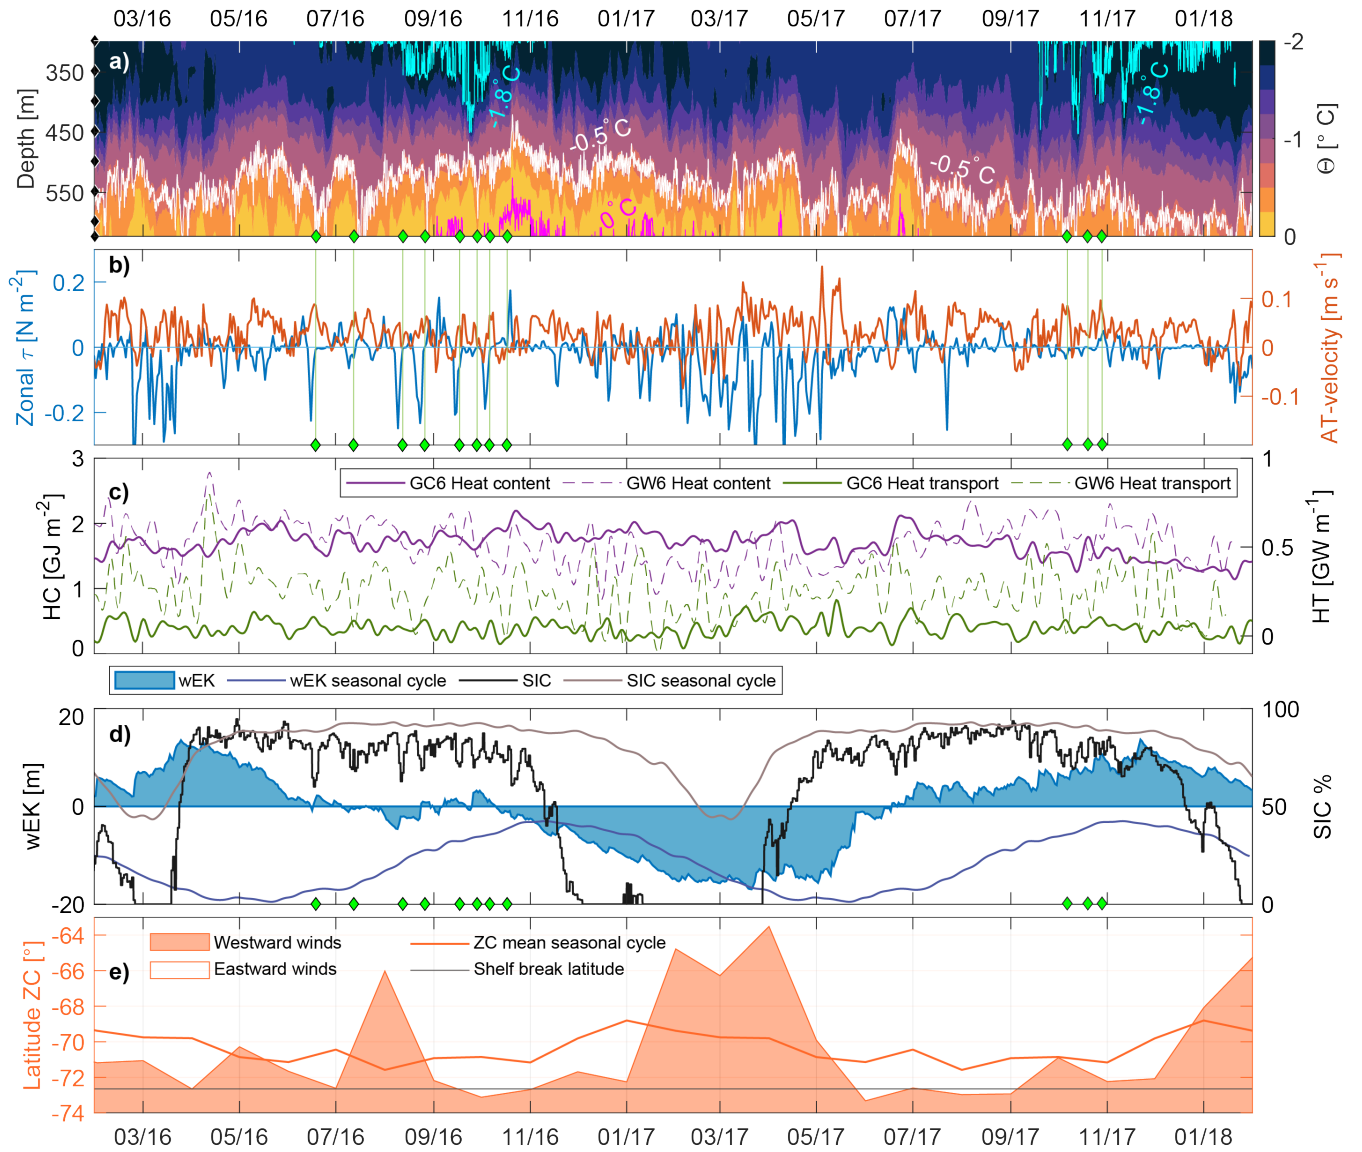 03/16 05/16 07/16 09/16 11/16 01/17 03/17 05/17 07/17 09/17 11/17 01/18
a)
Depth [m]
350
450
550
-1.8°C
-0.5°C
0°C
-0.5°C
-1.8°C
-2
-1
0
Θ [° C]
b)
Zonal τ [N m-2]
0.2
0
-0.2
0.1
0
-0.1
AT-velocity [m s-1]
c)
GC6 Heat content GW6 Heat content GC6 Heat transport GW6 Heat transport
HC [GJ m-2]
3
2
1
0
1
0.5
0
HT [GW m-1]
wEK wEK seasonal cycle SIC SIC seasonal cycle
d)
wEK [m]
20
0
-20
100
50
0
SIC %
e)
Westward winds ZC mean seasonal cycle
Eastward winds Shelf break latitude
Latitude ZC [°]
-64
-66
-68
-70
-72
-74
03/16 05/16 07/16 09/16 11/16 01/17 03/17 05/17 07/17 09/17 11/17 01/18